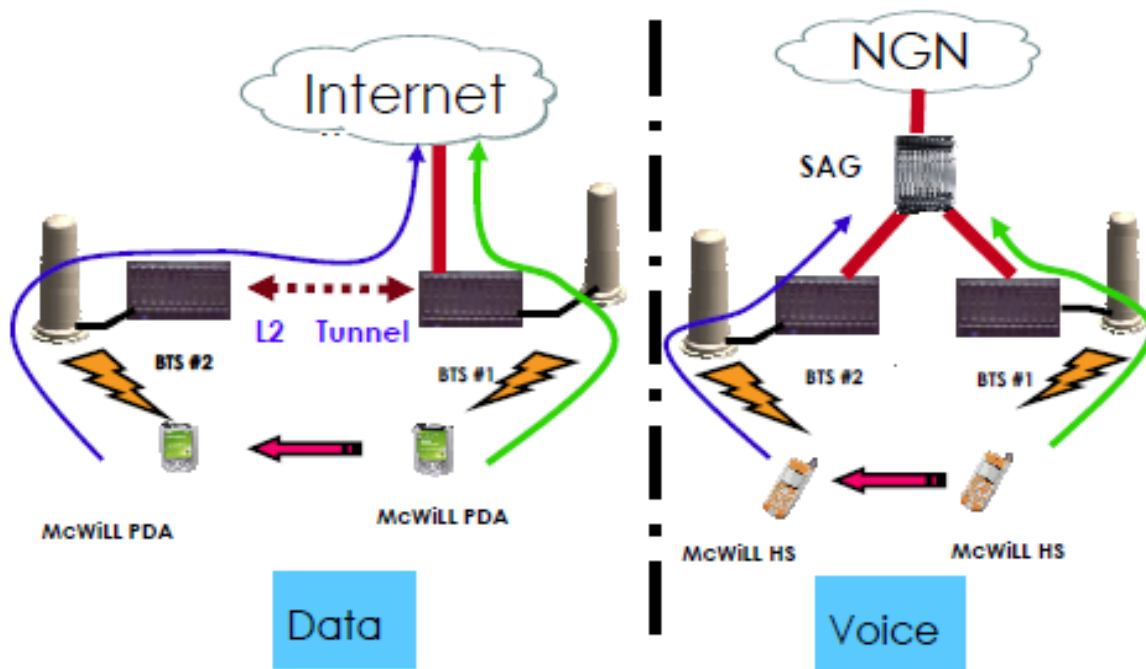 Internet
L2 Tunnel
BTS #2
BTS #1
McWiLL PDA
McWiLL PDA
Data
NGN
SAG
BTS #2
BTS #1
McWiLL HS
McWiLL HS
Voice